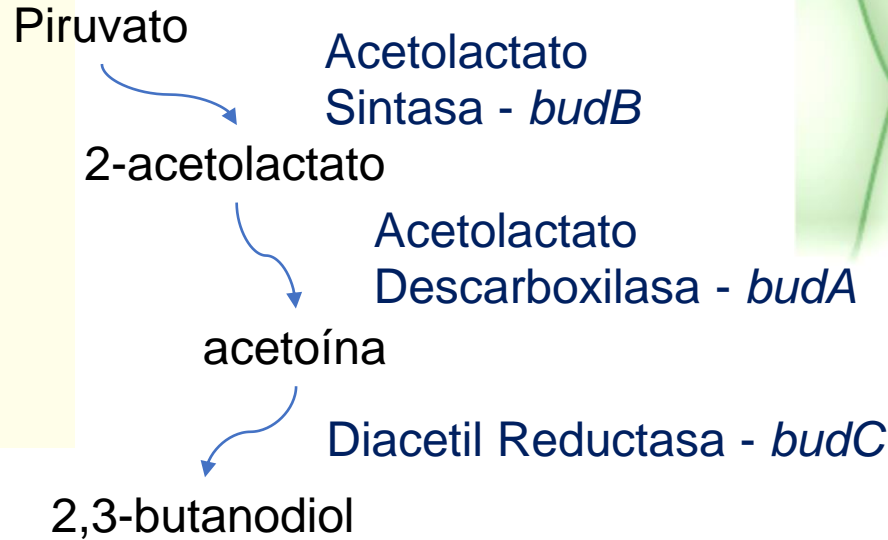 Piruvato
Acetolactato
Sintasa - budB
2-acetolactato
Acetolactato
Descarboxilasa - budA
acetoína
Diacetil Reductasa - budC
2,3-butanodiol